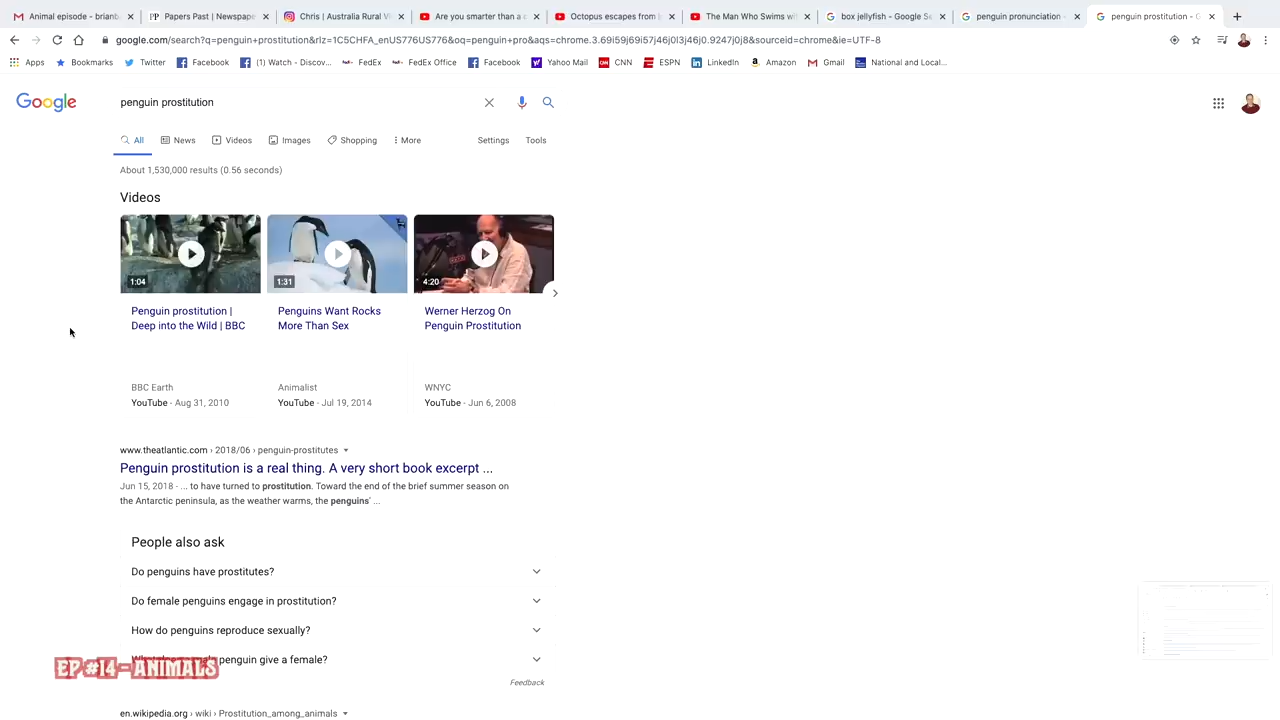 Animal episode - brianb
Papers Past | Newspape
Chris | Australia Rural Vi
Are you smarter than a c
Octopus escapes from
The Man Who Swims wit
box jellyfish - Google Se
penguin pronunciation -
penguin prostitution - G
google.com/search?q=penguin+prostitution&rlz=1C5CHFA_enUS776US776&oq=penguin+pro&aqs=chrome.3.69i59j69i57j46j0l3j46j0.9247j0j8&sourceid=chrome&ie=UTF-8
Apps Bookmarks Twitter Facebook (1) Watch - Discov... FedEx FedEx Office Facebook Yahoo Mail CNN ESPN LinkedIn Amazon Gmail National and Local...
Google penguin prostitution
All News Videos Images Shopping More Settings Tools
About 1,530,000 results (0.56 seconds)
Videos
1:04 1:31 4:20
Penguin prostitution | Penguins Want Rocks Werner Herzog On
Deep into the Wild | BBC More Than Sex Penguin Prostitution
BBC Earth Animalist WNYC
YouTube - Aug 31, 2010 YouTube - Jul 19, 2014 YouTube - Jun 6, 2008
www.theatlantic.com › 2018/06 › penguin-prostitutes
Penguin prostitution is a real thing. A very short book excerpt ...
Jun 15, 2018 - ... to have turned to prostitution. Toward the end of the brief summer season on
the Antarctic peninsula, as the weather warms, the penguins' ...
People also ask
Do penguins have prostitutes?
Do female penguins engage in prostitution?
How do penguins reproduce sexually?
penguin give a female?
EP #14 - ANIMALS
Feedback
en.wikipedia.org › wiki › Prostitution_among_animals